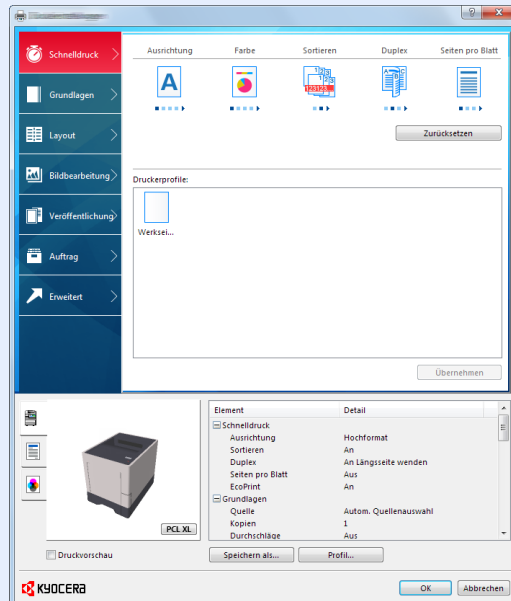 Schnelldruck
Grundlagen
Layout
Bildbearbeitung
Veröffentlichung
Auftrag
Erweitert
Ausrichtung Farbe Sortieren Duplex Seiten pro Blatt
A
123
123123...
A B C
Zurücksetzen
Druckerprofile:
Werksei...
Übernehmen
PCL XL
Druckvorschau
Element Detail
Schnelldruck
Ausrichtung Hochformat
Sortieren An
Duplex An Längsseite wenden
Seiten pro Blatt Aus
EcoPrint An
Grundlagen
Quelle Autom. Quellenauswahl
Kopien 1
Durchschläge Aus
Speichern als... Profil...
KYOCERA
OK Abbrechen